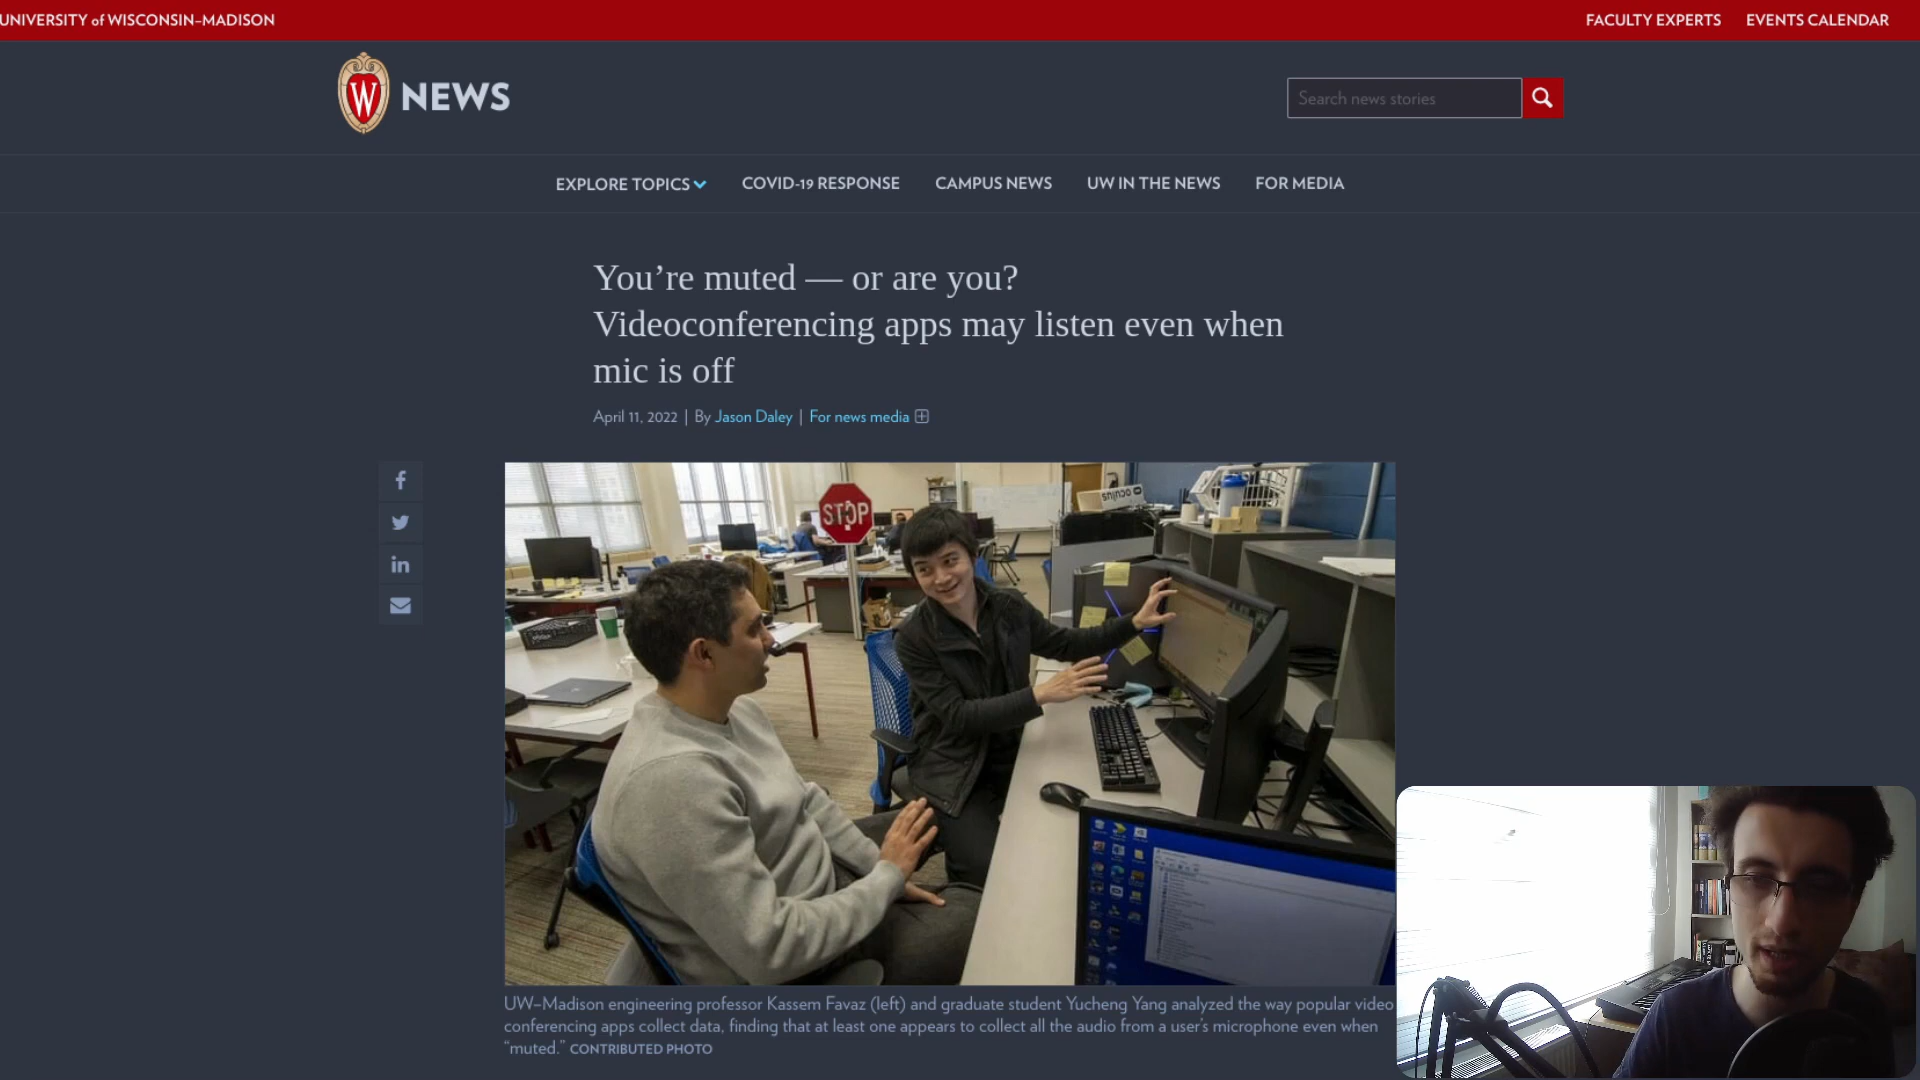 UNIVERSITY of WISCONSIN–MADISON
FACULTY EXPERTS
EVENTS CALENDAR
W NEWS
Search news stories
EXPLORE TOPICS
COVID-19 RESPONSE
CAMPUS NEWS
UW IN THE NEWS
FOR MEDIA
You’re muted — or are you?
Videoconferencing apps may listen even when
mic is off
April 11, 2022 | By Jason Daley | For news media
STOP
oculus
UW–Madison engineering professor Kassem Favaz (left) and graduate student Yucheng Yang analyzed the way popular video
conferencing apps collect data, finding that at least one appears to collect all the audio from a user’s microphone even when
“muted.” CONTRIBUTED PHOTO